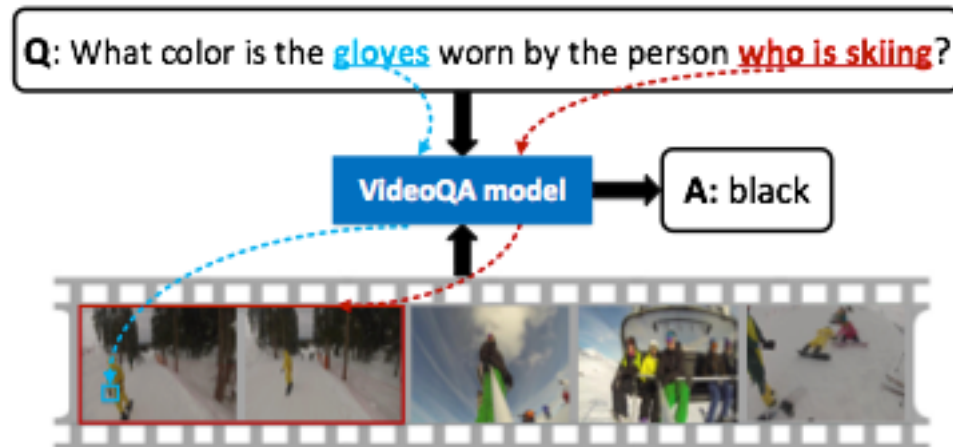 Q: What color is the gloves worn by the person who is skiing?
VideoQA model
A: black